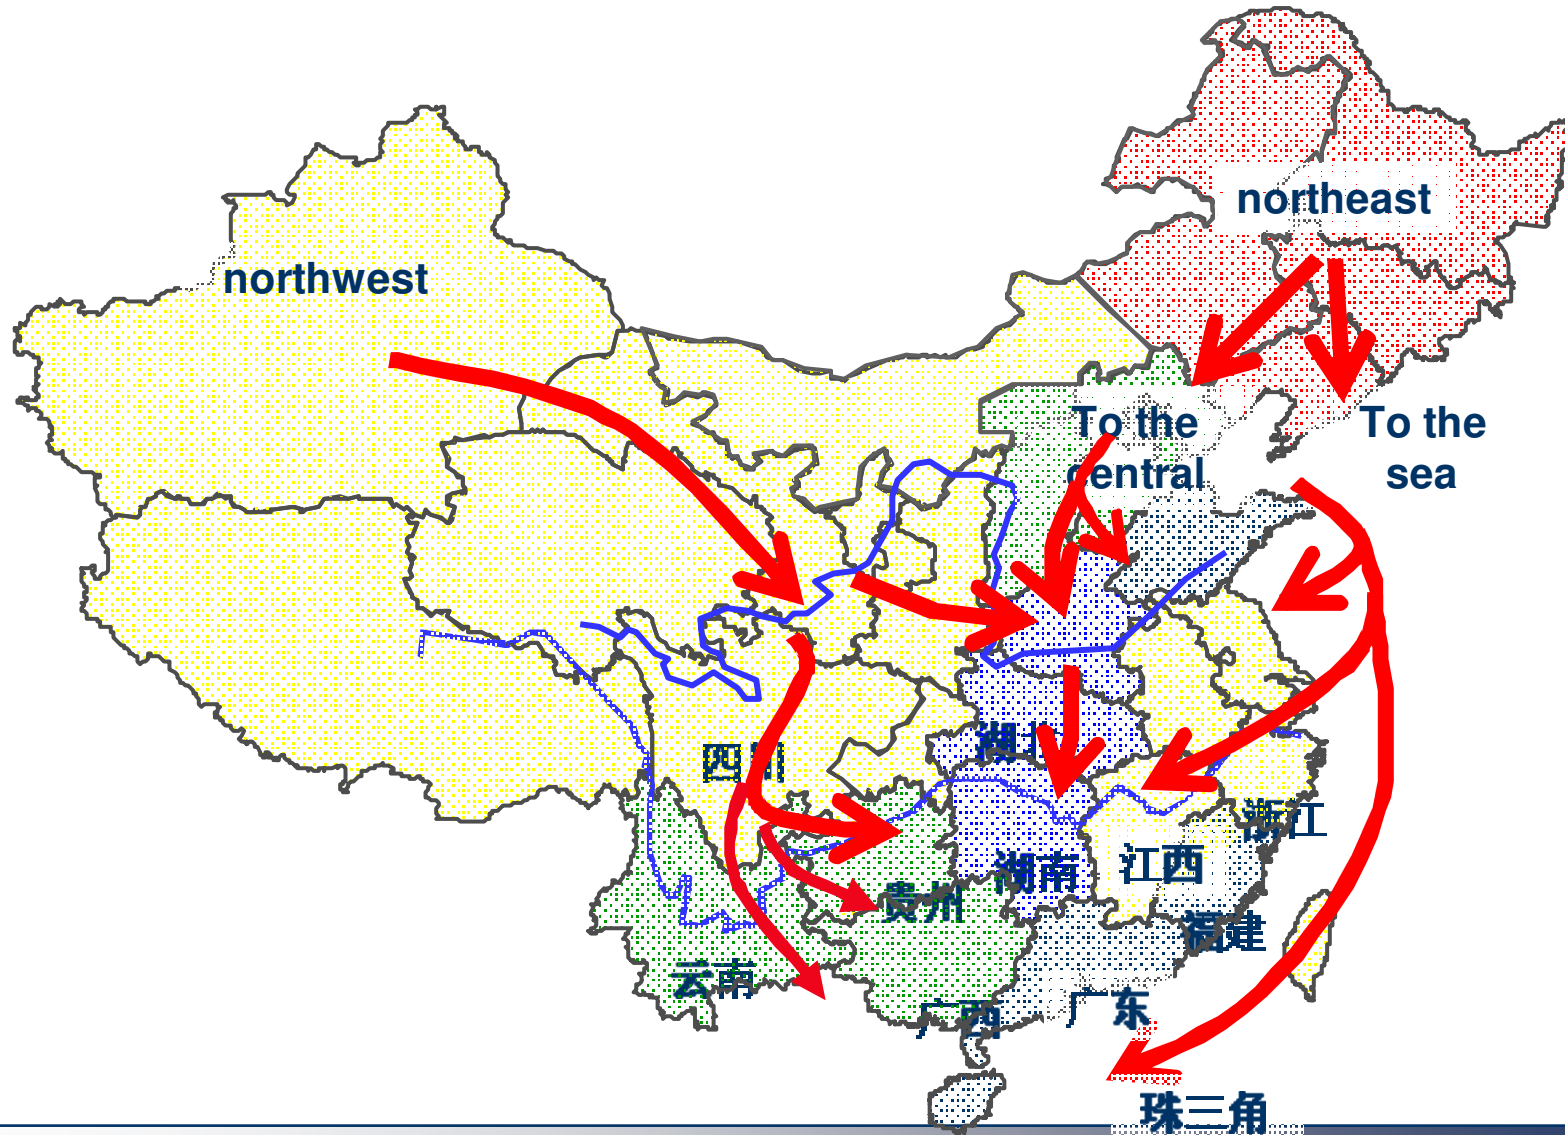 northeast
northwest
To the
central
To the
sea
湖北
四川
浙江
江西
湖南
贵州
福建
云南
广西
广东
珠三角